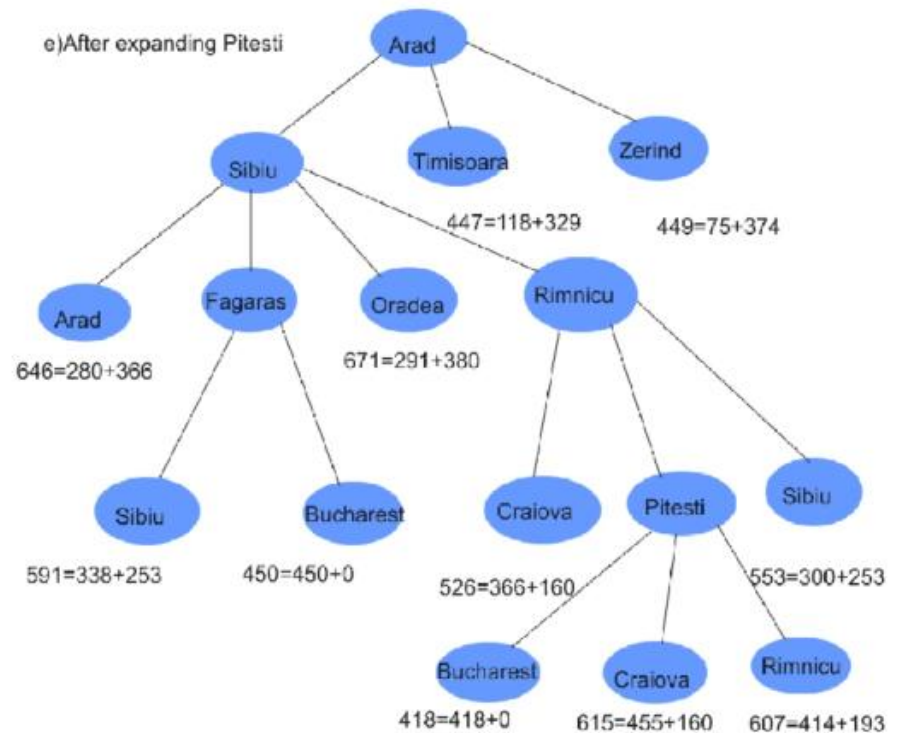 e)After expanding Pitesti
Arad
Sibiu
Timisoara
Zerind
447=118+329
449=75+374
Arad
Fagaras
Oradea
Rimnicu
646=280+366
671=291+380
Sibiu
Bucharest
Craiova
Pitesti
Sibiu
591=338+253
450=450+0
526=366+160
553=300+253
Bucharest
Craiova
Rimnicu
418=418+0
615=455+160
607=414+193